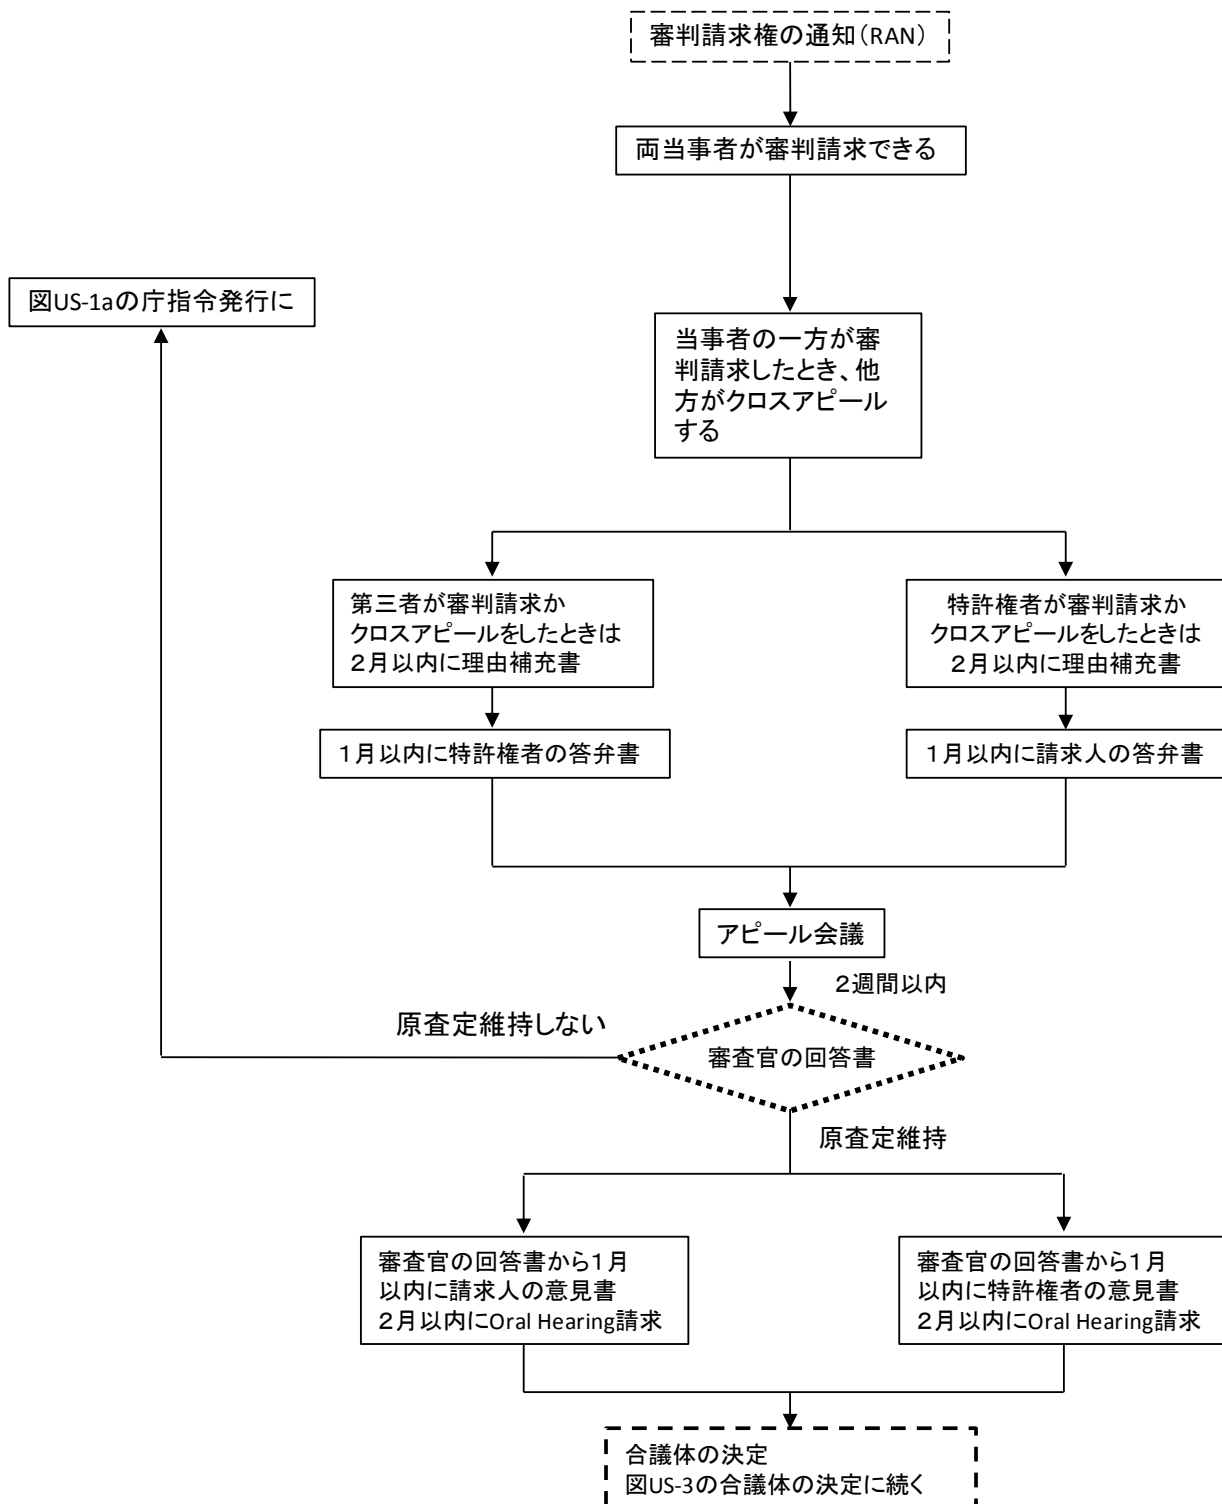 審判請求権の通知（RAN）
両当事者が審判請求できる
図US-1aの庁指令発行に
当事者の一方が審
判請求したとき、他
方がクロスアピール
する
第三者が審判請求か
クロスアピールをしたときは
２月以内に理由補充書
特許権者が審判請求か
クロスアピールをしたときは
２月以内に理由補充書
１月以内に特許権者の答弁書
１月以内に請求人の答弁書
アピール会議
２週間以内
原査定維持しない
審査官の回答書
原査定維持
審査官の回答書から１月
以内に請求人の意見書
２月以内にOral Hearing請求
審査官の回答書から１月
以内に特許権者の意見書
２月以内にOral Hearing請求
合議体の決定
図US-3の合議体の決定に続く